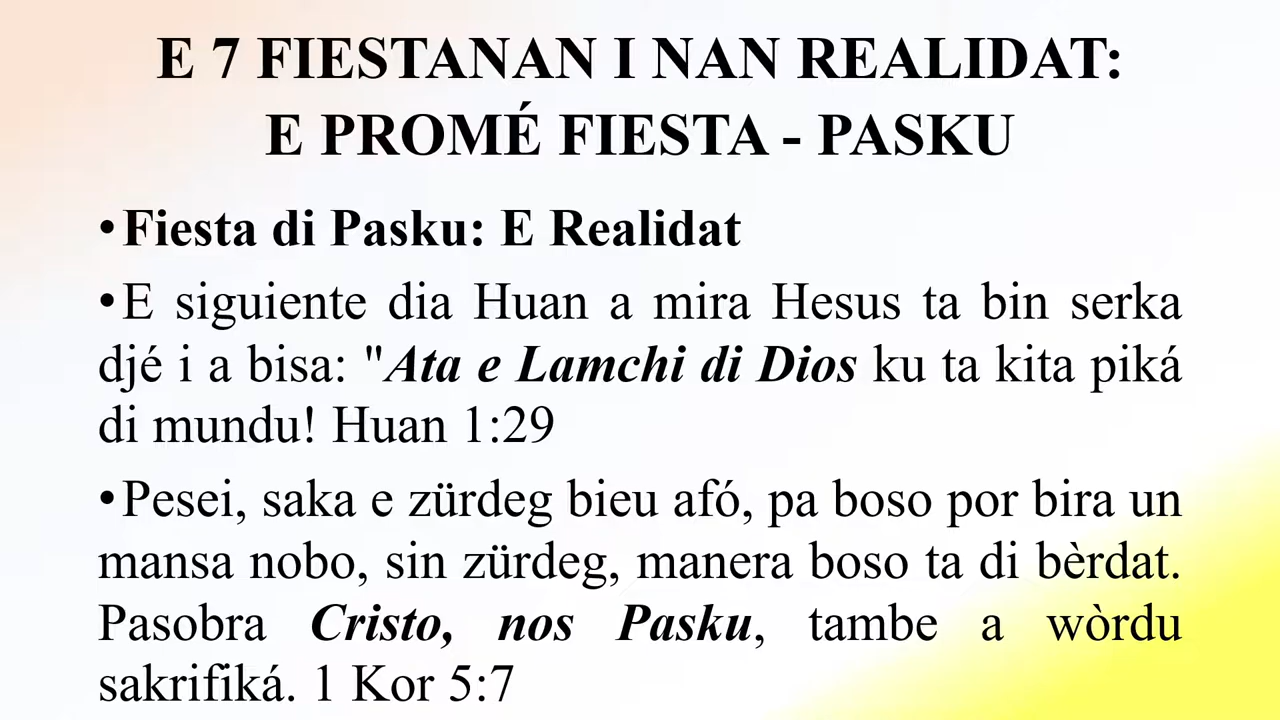 E 7 FIESTANAN I NAN REALIDAT:
E PROMÉ FIESTA - PASKU
•Fiesta di Pasku: E Realidat
•E siguiente dia Huan a mira Hesus ta bin serka
djé i a bisa: "Ata e Lamchi di Dios ku ta kita piká
di mundu! Huan 1:29
•Pesei, saka e zürdeg bieu afó, pa boso por bira un
mansa nobo, sin zürdeg, manera boso ta di bèrdat.
Pasobra Cristo, nos Pasku, tambe a wòrdu
sakrifiká. 1 Kor 5:7